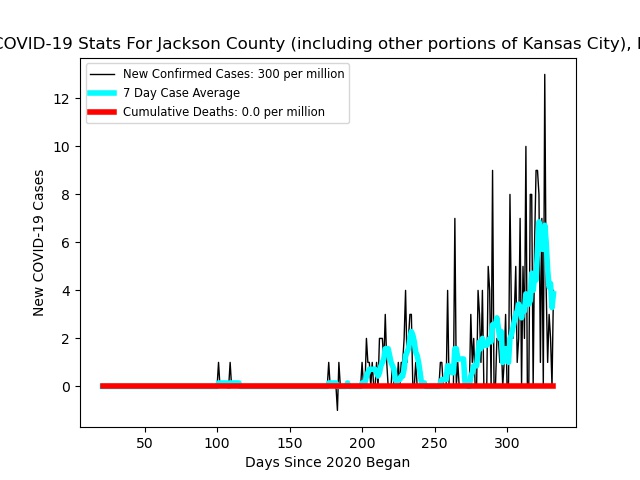 COVID-19 Stats For Jackson County (including other portions of Kansas City),
New Confirmed Cases: 300 per million
7 Day Case Average
Cumulative Deaths: 0.0 per million
New COVID-19 Cases
12
10
8
6
4
2
0
50 100 150 200 250 300
Days Since 2020 Began